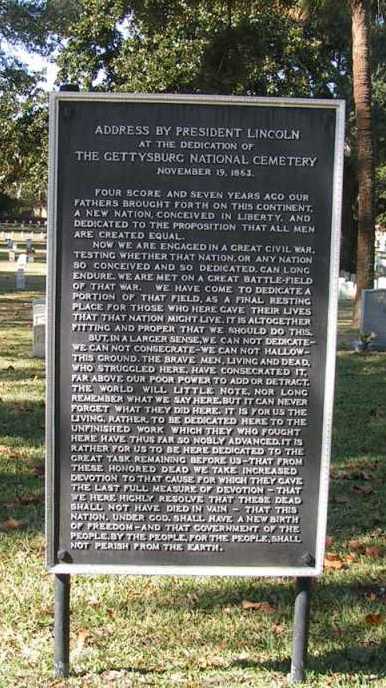 ADDRESS BY PRESIDENT LINCOLN
AT THE DEDICATION OF
THE GETTYSBURG NATIONAL CEMETERY
NOVEMBER 19, 1863.
FOUR SCORE AND SEVEN YEARS AGO OUR
FATHERS BROUGHT FORTH ON THIS CONTINENT,
A NEW NATION, CONCEIVED IN LIBERTY, AND
DEDICATED TO THE PROPOSITION THAT ALL MEN
ARE CREATED EQUAL.
NOW WE ARE ENGAGED IN A GREAT CIVIL WAR,
TESTING WHETHER THAT NATION, OR ANY NATION
SO CONCEIVED AND SO DEDICATED, CAN LONG
ENDURE. WE ARE MET ON A GREAT BATTLE-FIELD
OF THAT WAR. WE HAVE COME TO DEDICATE A
PORTION OF THAT FIELD, AS A FINAL RESTING
PLACE FOR THOSE WHO HERE GAVE THEIR LIVES
THAT THAT NATION MIGHT LIVE. IT IS ALTOGETHER
FITTING AND PROPER THAT WE SHOULD DO THIS.
BUT, IN A LARGER SENSE, WE CAN NOT DEDICATE–
WE CAN NOT CONSECRATE–WE CAN NOT HALLOW–
THIS GROUND. THE BRAVE MEN, LIVING AND DEAD,
WHO STRUGGLED HERE, HAVE CONSECRATED IT,
FAR ABOVE OUR POOR POWER TO ADD OR DETRACT.
THE WORLD WILL LITTLE NOTE, NOR LONG
REMEMBER WHAT WE SAY HERE, BUT IT CAN NEVER
FORGET WHAT THEY DID HERE. IT IS FOR US THE
LIVING, RATHER, TO BE DEDICATED HERE TO THE
UNFINISHED WORK WHICH THEY WHO FOUGHT
HERE HAVE THUS FAR SO NOBLY ADVANCED. IT IS
RATHER FOR US TO BE HERE DEDICATED TO THE
GREAT TASK REMAINING BEFORE US–THAT FROM
THESE HONORED DEAD WE TAKE INCREASED
DEVOTION TO THAT CAUSE FOR WHICH THEY GAVE
THE LAST FULL MEASURE OF DEVOTION – THAT
WE HERE HIGHLY RESOLVE THAT THESE DEAD
SHALL NOT HAVE DIED IN VAIN – THAT THIS
NATION, UNDER GOD, SHALL HAVE A NEW BIRTH
OF FREEDOM–AND THAT GOVERNMENT OF THE
PEOPLE, BY THE PEOPLE, FOR THE PEOPLE, SHALL
NOT PERISH FROM THE EARTH.